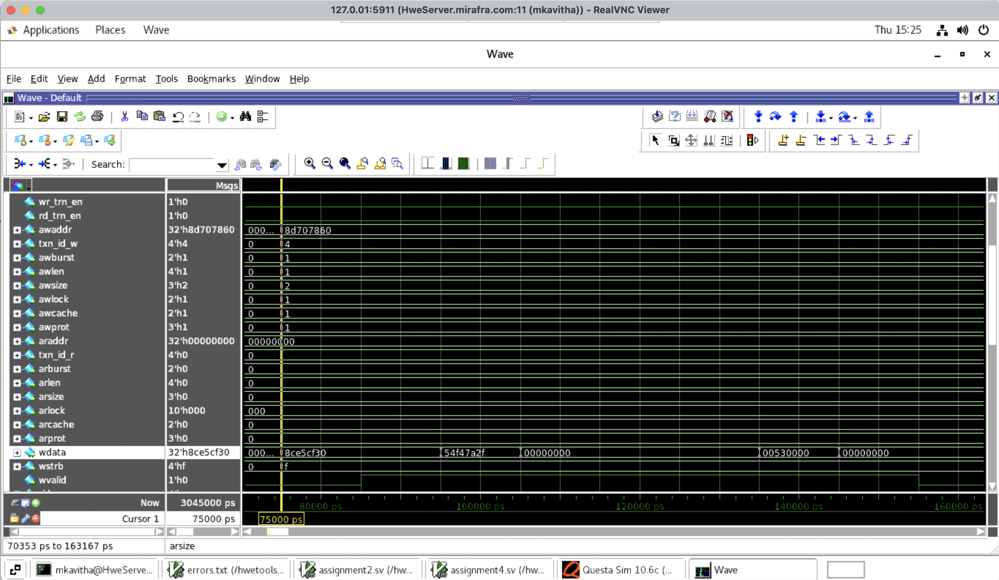 127.0.01:5911 (HweServer.mirafra.com:11 (mkavitha)) - RealVNC Viewer
Applications Places Wave Thu 15:25
Wave
File Edit View Add Format Tools Bookmarks Window Help
Wave - Default
Search:
Msgs
wr_trn_en 1'h0
rd_trn_en 1'h0
awaddr 32'h8d707860 000... 8d707860
txn_id_w 4'h4 0 4
awburst 2'h1 0 1
awlen 4'h1 0 1
awsize 3'h2 0 2
awlock 2'h1 0 1
awcache 2'h1 0 1
awprot 3'h1 0 1
araddr 32'h00000000 00000000
txn_id_r 4'h0 0
arburst 2'h0 0
arlen 4'h0 0
arsize 3'h0 0
arlock 10'h000 000
arcache 2'h0 0
arprot 3'h0 0
wdata 32'h8ce5cf30 000... 8ce5cf30 54f47a2f 00000000 00530000 00000000
wstrb 4'hf 0 f
wvalid 1'h0
Now 3045000 ps 80000 ps 100000 ps 120000 ps 140000 ps 160000 ps
Cursor 1 75000 ps 75000 ps
70353 ps to 163167 ps arsize
mkavitha@HweServe... errors.txt (/hwetools... assignment2.sv (/hw... assignment4.sv (/hw... Questa Sim 10.6c (... Wave